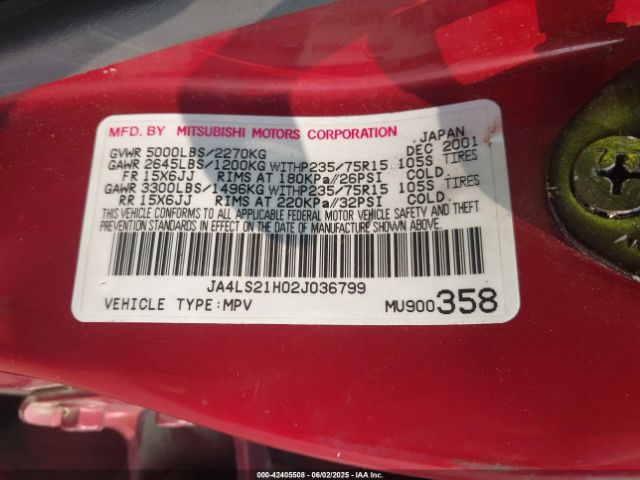 MFD. BY MITSUBISHI MOTORS CORPORATION JAPAN
GVWR 5000LBS/2270KG DEC 2001
GAWR 2645LBS/1200KG WITHP235/75R15 105S TIRES
FR 15X6JJ RIMS AT 180KPa//26PSI COLD.
GAWR 3300LBS/1496KG WITHP235/75R15 105S TIRES
RR 15X6JJ RIMS AT 220KPa//32PSI COLD.
THIS VEHICLE CONFORMS TO ALL APPLICABLE FEDERAL MOTOR VEHICLE SAFETY AND THEFT
PREVENTION STANDARDS IN EFFECT ON THE DATE OF MANUFACTURE SHOWN ABOVE.
JA4LS21H02J036799
VEHICLE TYPE:MPV MU900358
000-42405508 06/02/2025 IAAI.COM